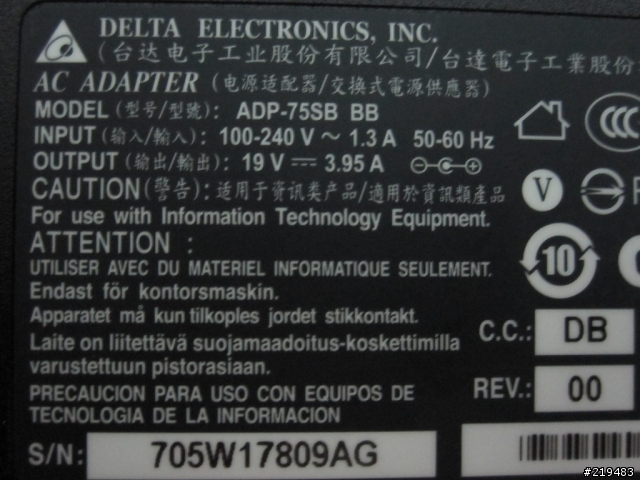 DELTA ELECTRONICS, INC.
(台达电子工业股份有限公司/台達電子工業股份
AC ADAPTER (电源适配器/交換式電源供應器)
MODEL (型号/型號): ADP-75SB BB
INPUT (输入/輸入): 100-240 V ~ 1.3 A 50-60 Hz
OUTPUT (输出/輸出): 19 V ⎓ 3.95 A
CAUTION (警告): 适用于资讯类产品/適用於資訊類產品
For use with Information Technology Equipment.
V
ATTENTION :
UTILISER AVEC DU MATERIEL INFORMATIQUE SEULEMENT.
10
Endast för kontorsmaskin.
Apparatet må kun tilkoples jordet stikkontakt.
Laite on liitettävä suojamaadoitus-koskettimilla
varustettuun pistorasiaan.
C.C.: DB
PRECAUCION PARA USO CON EQUIPOS DE
TECNOLOGIA DE LA INFORMACION
REV.: 00
S/N: 705W17809AG
#219483